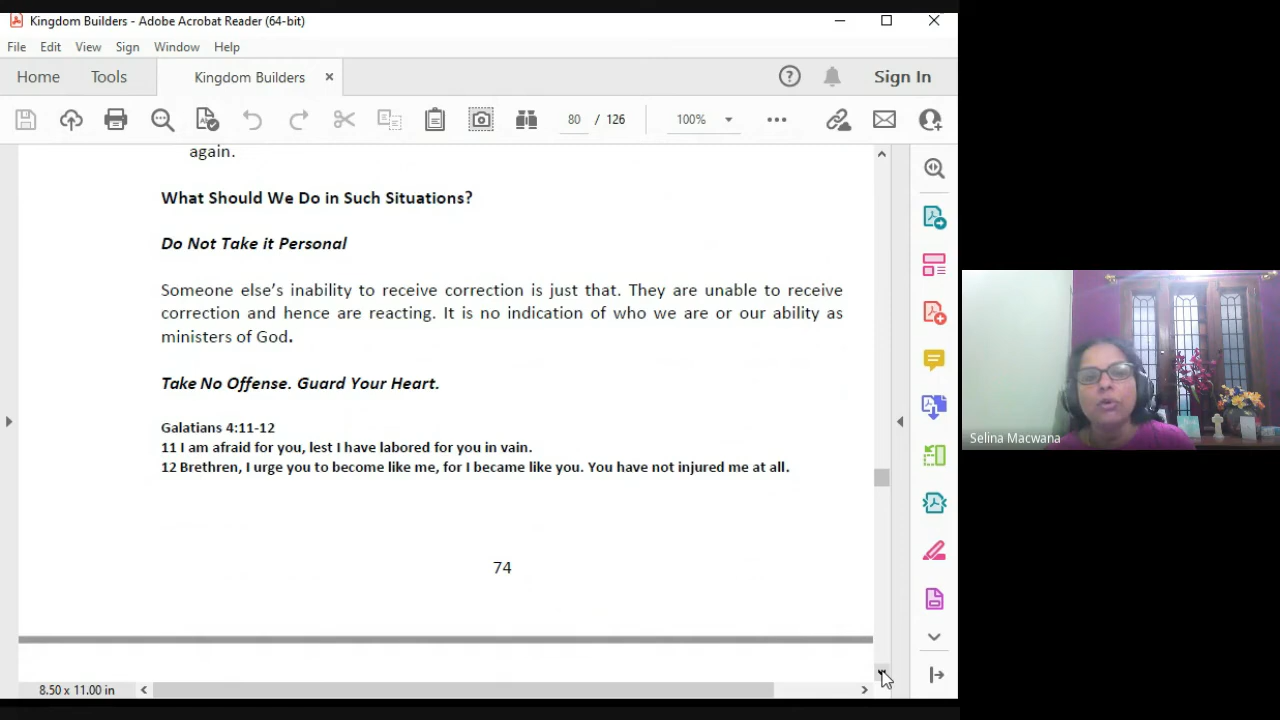 Kingdom Builders - Adobe Acrobat Reader (64-bit)
File Edit View Sign Window Help
Home Tools Kingdom Builders × Sign In
80 / 126 100%
again.
What Should We Do in Such Situations?
Do Not Take it Personal
Someone else’s inability to receive correction is just that. They are unable to receive
correction and hence are reacting. It is no indication of who we are or our ability as
ministers of God.
Take No Offense. Guard Your Heart.
Galatians 4:11-12
11 I am afraid for you, lest I have labored for you in vain.
12 Brethren, I urge you to become like me, for I became like you. You have not injured me at all.
74
8.50 x 11.00 in
Selina Macwana